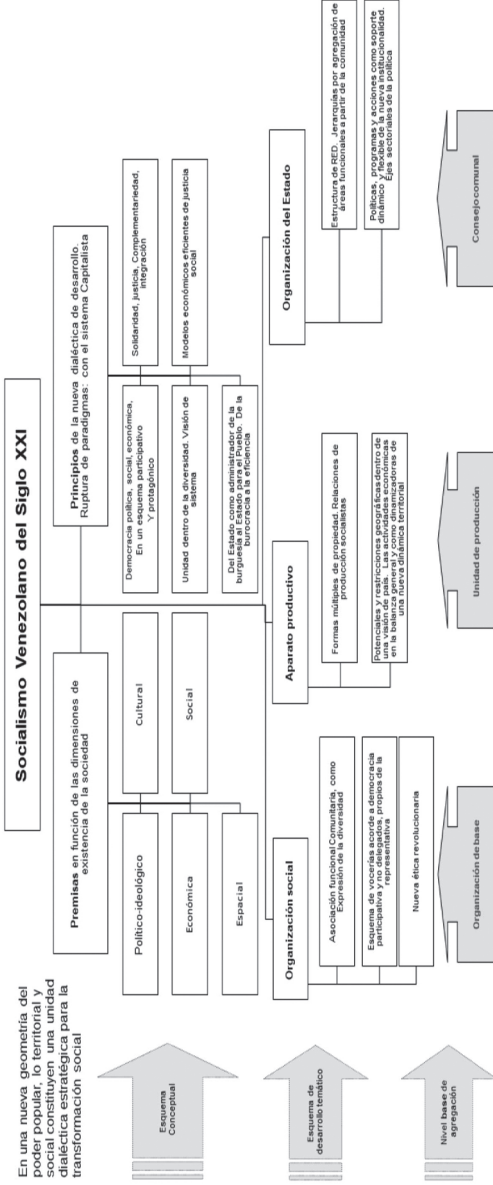 En una nueva geometría del
poder popular, lo territorial y
social constituyen una unidad
dialéctica estratégica para la
transformación social
Socialismo Venezolano del Siglo XXI
Premisas en función de las dimensiones de
existencia de la sociedad
Principios de la nueva dialéctica de desarrollo.
Ruptura de paradigmas: con el sistema Capitalista
Esquema
Conceptual
Político-ideológico
Cultural
Económica
Social
Espacial
Democracia política, social, económica,
En un esquema participativo
Y protagónico
Solidaridad, justicia, Complementariedad,
integración
Unidad dentro de la diversidad. Visión de
sistema
Modelos económicos eficientes de justicia
social
Del Estado como administrador de la
burguesía al Estado para el Pueblo. De la
burocracia a la eficiencia
Esquema de
desarrollo temático
Organización social
Aparato productivo
Organización del Estado
Asociación funcional Comunitaria, como
Expresión de la diversidad
Esquema de vocerías acorde a democracia
participativa y no delegados, propios de la
representativa
Nueva ética revolucionaria
Formas múltiples de propiedad. Relaciones de
producción socialistas
Potenciales y restricciones geográficas dentro de
una visión de país. Las actividades económicas
en la balanza general y como dinamizadoras de
una nueva dinámica territorial
Estructura de RED. Jerarquías por agregación de
áreas funcionales a partir de la comunidad
Políticas, programas y acciones como soporte
dinámico y flexible de la nueva institucionalidad.
Ejes sectoriales de la política
Nivel base de
agregación
Organización de base
Unidad de producción
Consejo comunal